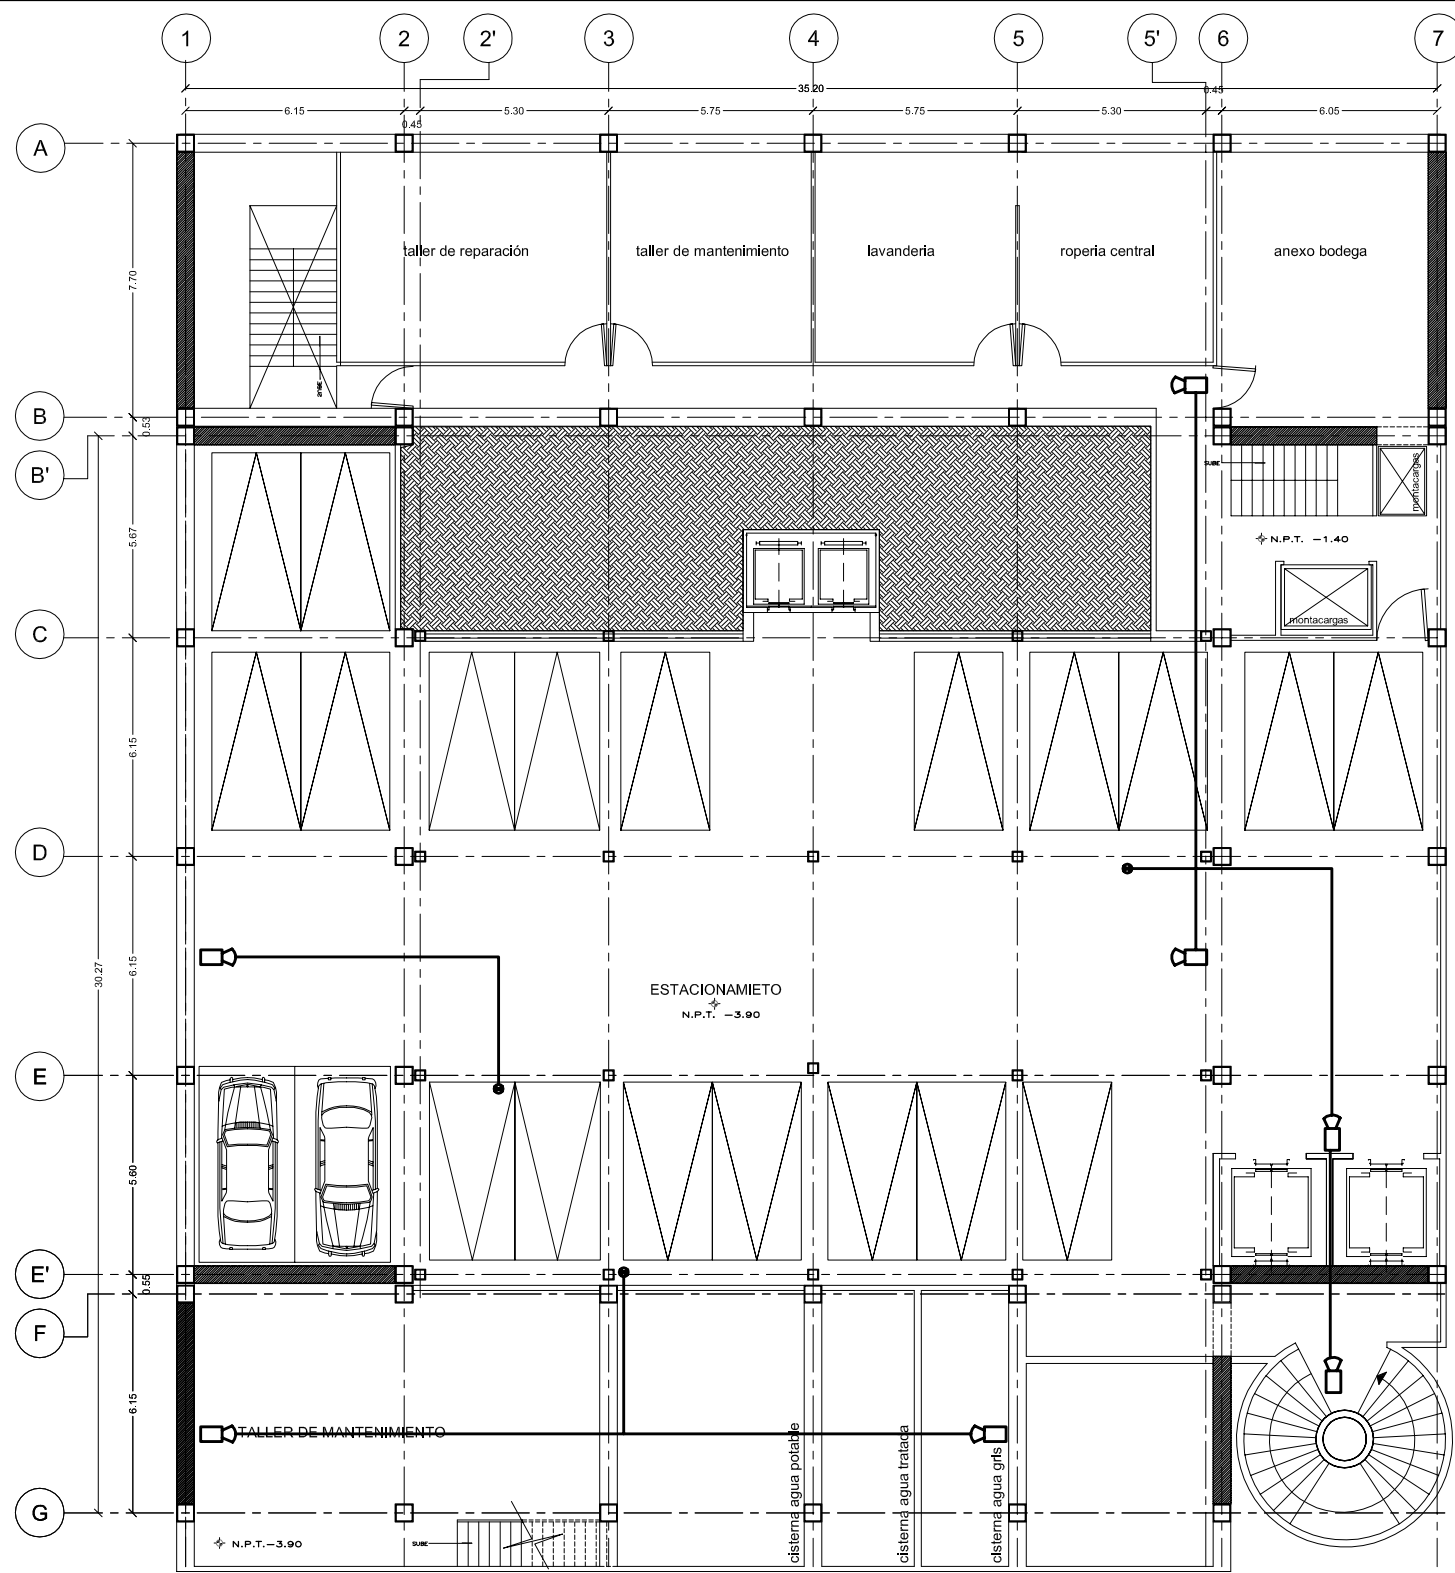 1 2 2' 3 4 5 5' 6 7
35.20
6.15 0.45 5.30 5.75 5.75 5.30 0.45 6.05
A
7.70
taller de reparación taller de mantenimiento lavanderia roperia central anexo bodega
SUBE
B
0.53
B'
SUBE
montacargas
5.67
N.P.T. -1.40
montacargas
C
6.15
D
6.15
30.27
ESTACIONAMIETO
N.P.T. -3.90
E
5.60
E'
0.55
F
6.15
TALLER DE MANTENIMIENTO
cisterna agua potable
cisterna agua tratada
cisterna agua gris
G
N.P.T.-3.90
SUBE